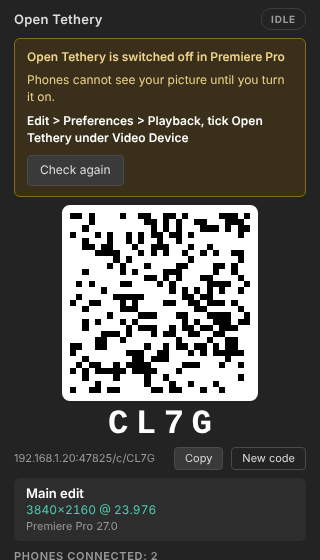 Open Tethery
IDLE
Open Tethery is switched off in Premiere Pro
Phones cannot see your picture until you turn
it on.
Edit > Preferences > Playback, tick Open
Tethery under Video Device
Check again
CL7G
192.168.1.20:47825/c/CL7G
Copy
New code
Main edit
3840×2160 @ 23.976
Premiere Pro 27.0
PHONES CONNECTED: 2